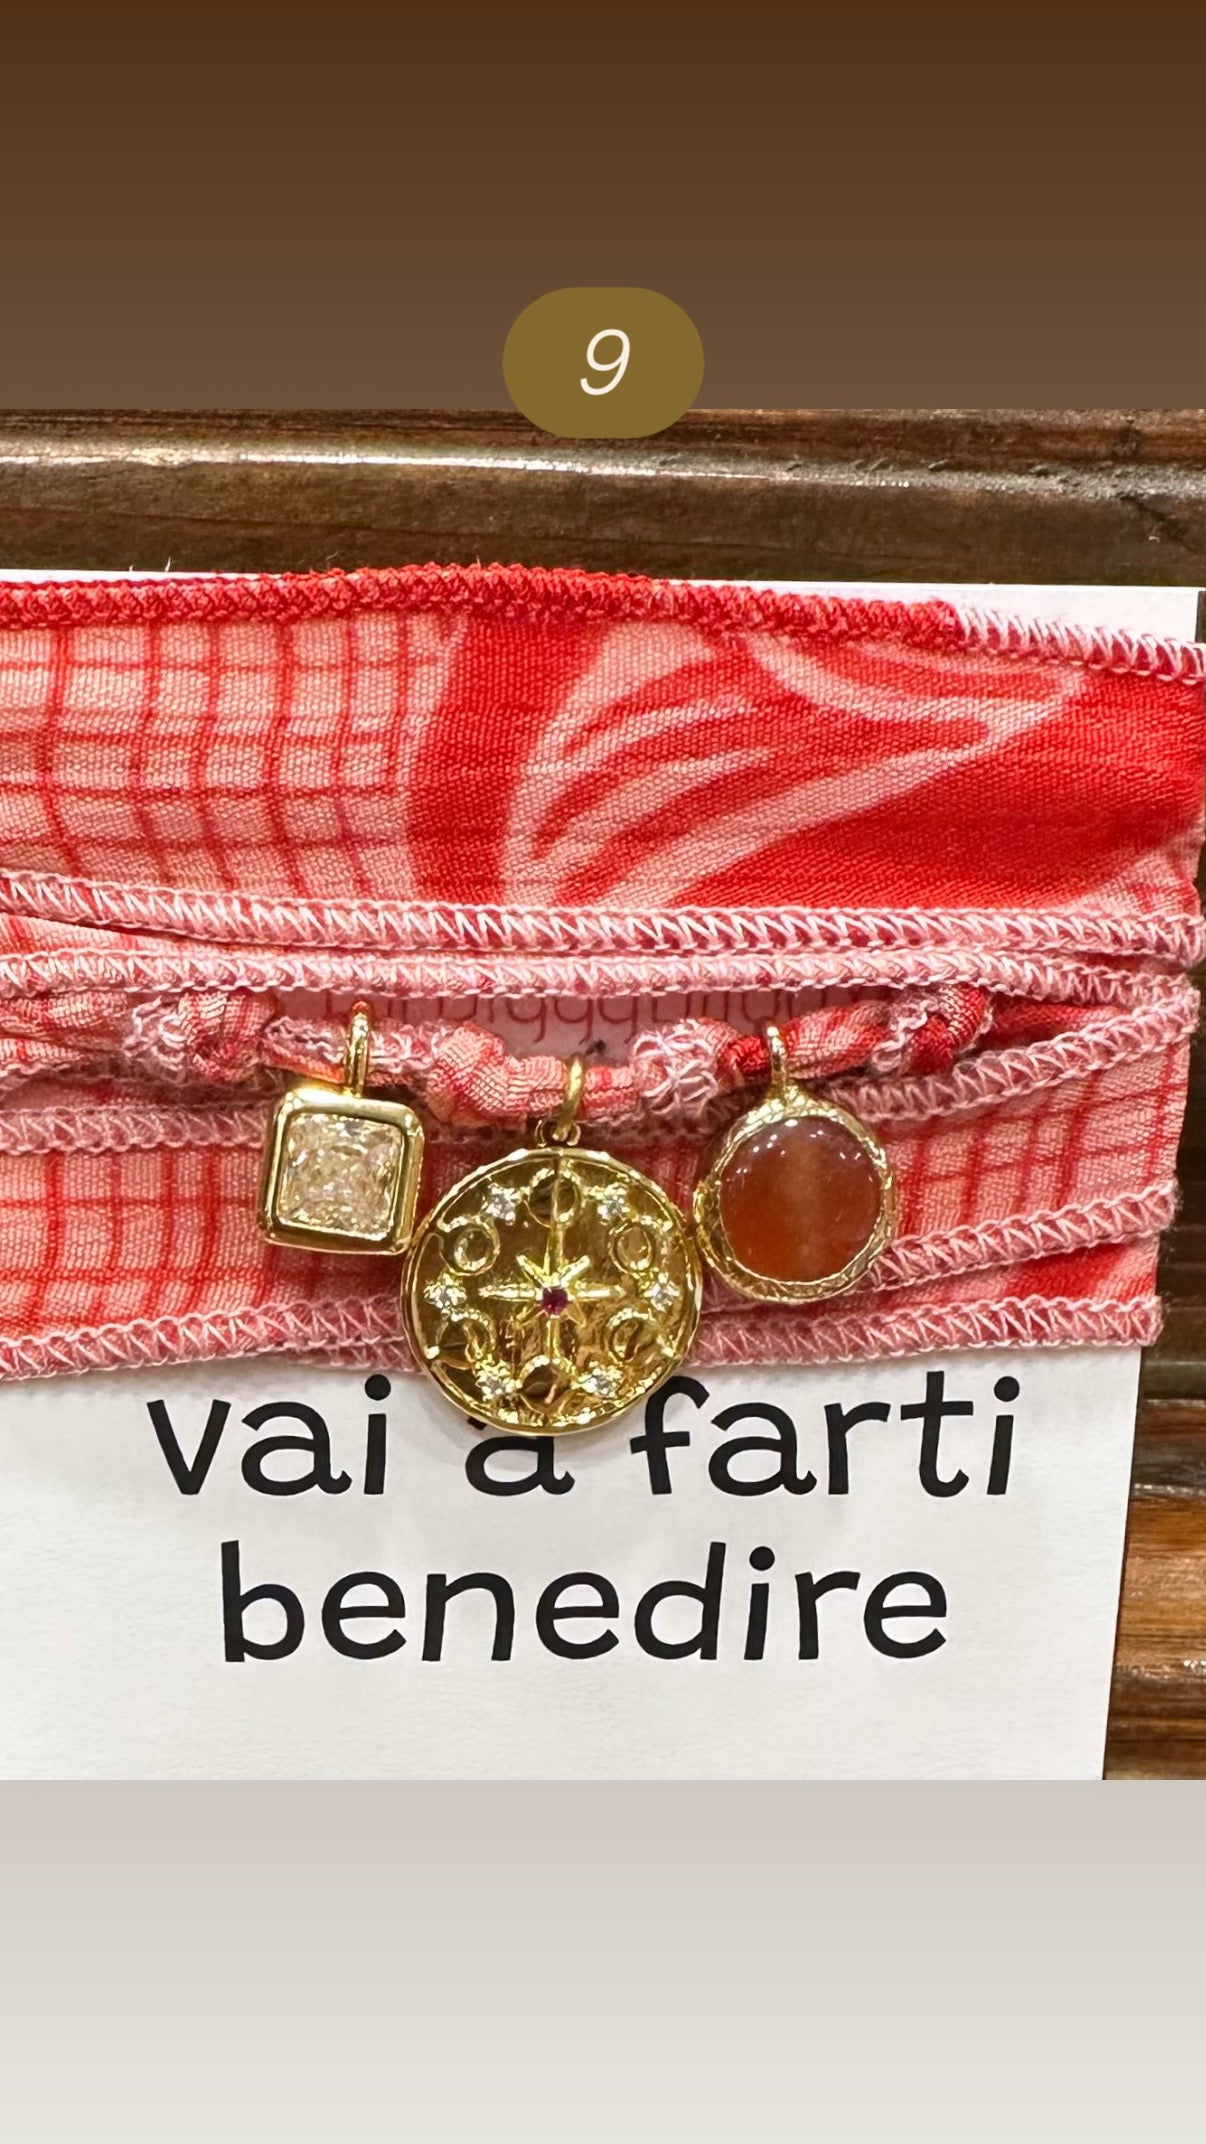 9
vai a farti
benedire